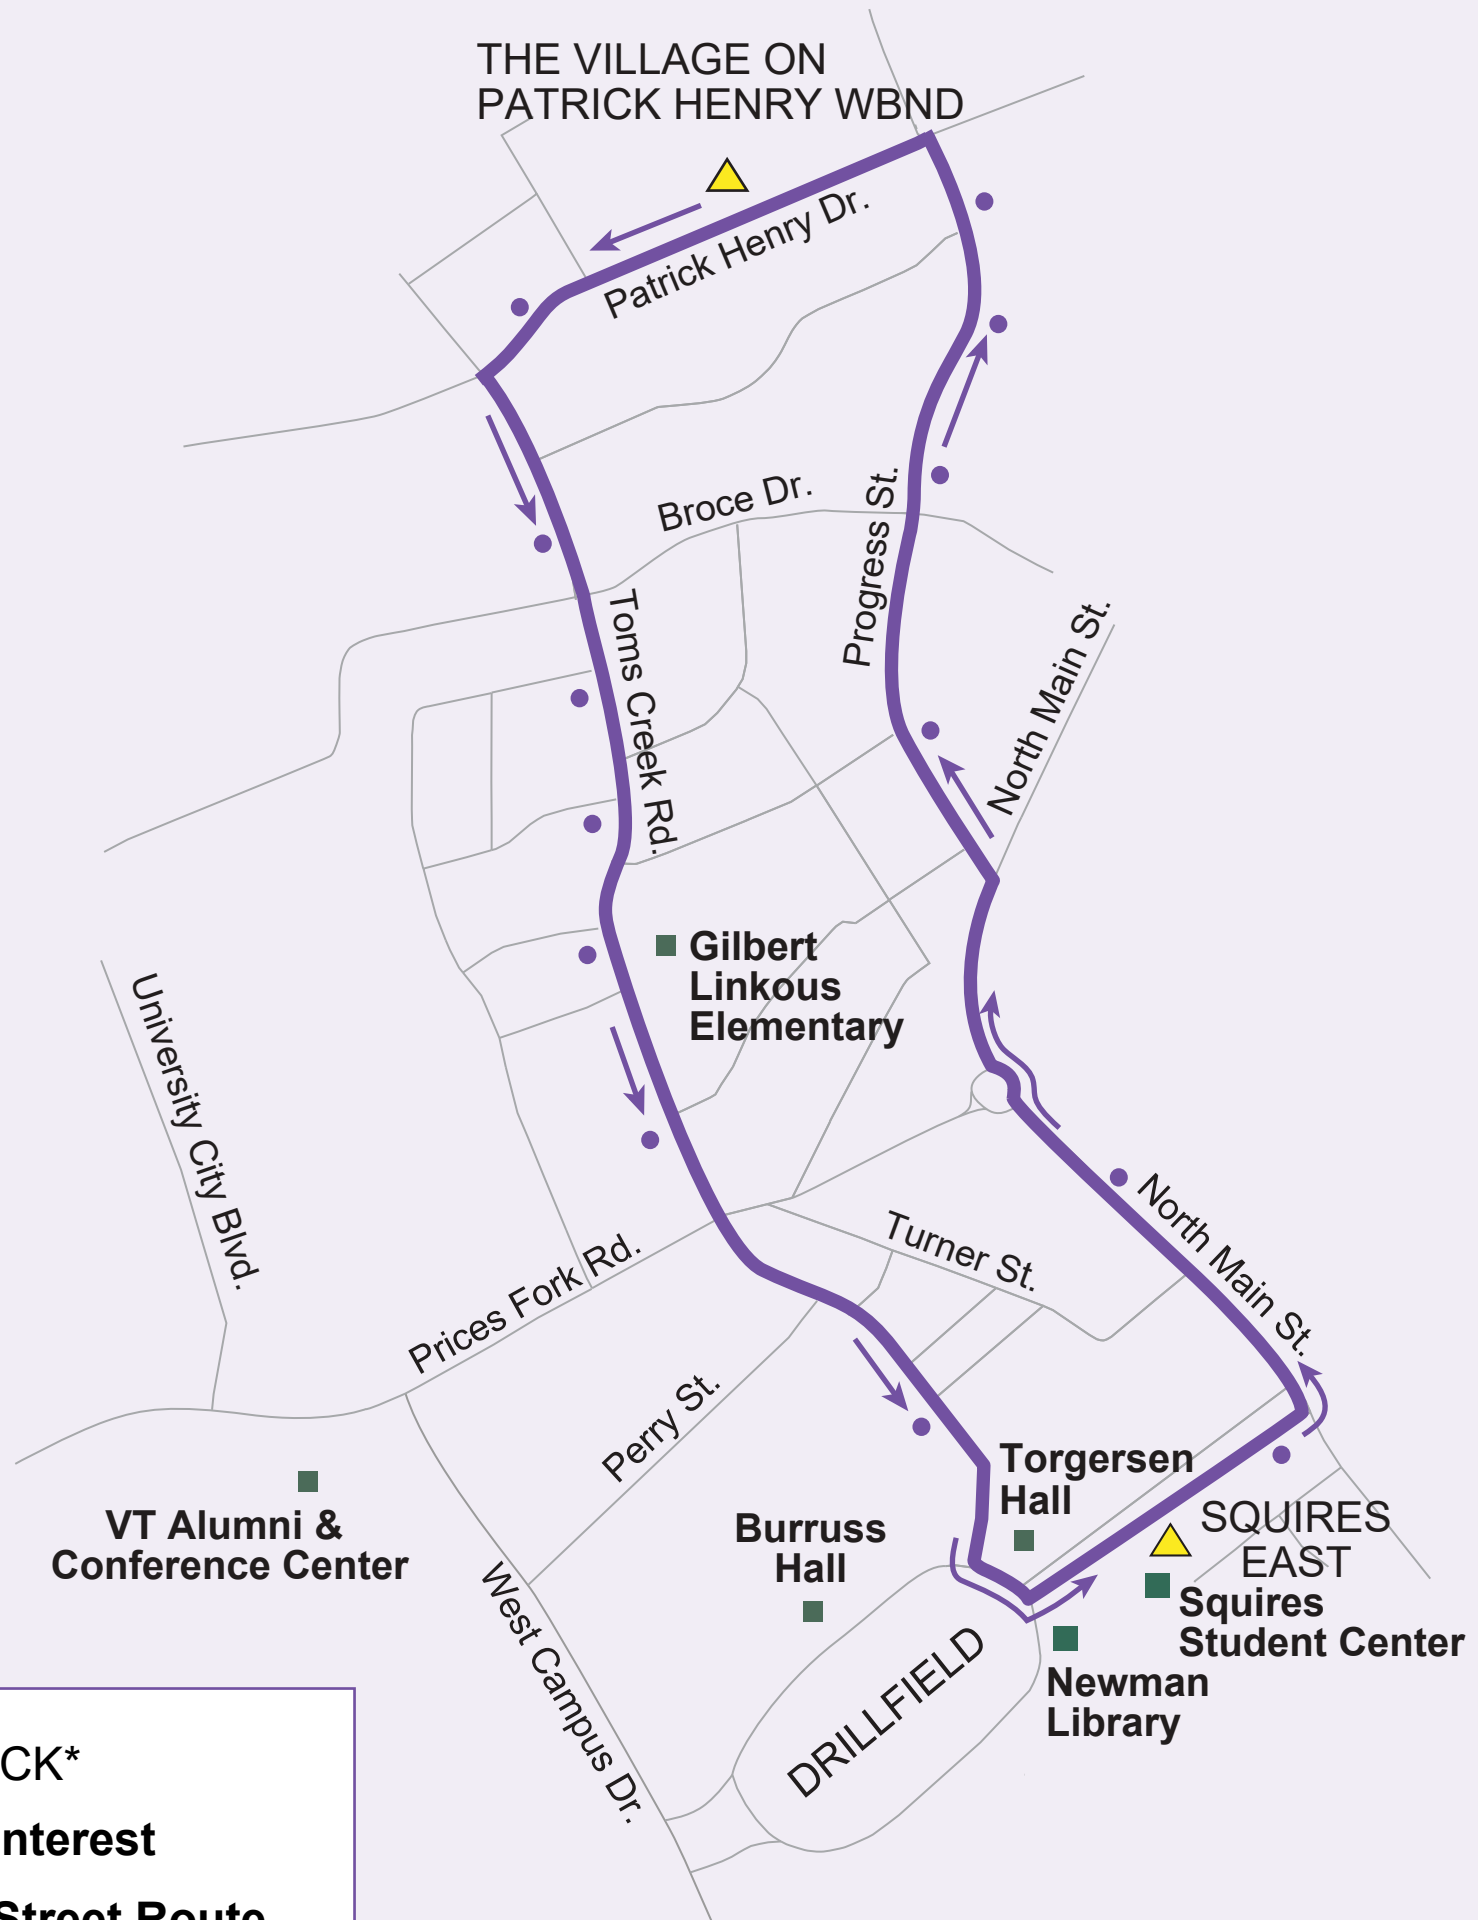 THE VILLAGE ON
PATRICK HENRY WBND
Patrick Henry Dr.
Broce Dr.
Progress St.
Toms Creek Rd.
North Main St.
Gilbert
Linkous
Elementary
University City Blvd.
North Main St.
Turner St.
Prices Fork Rd.
Perry St.
Torgersen
Hall
VT Alumni &
Conference Center
Burruss
Hall
SQUIRES
EAST
Squires
Student Center
West Campus Dr.
DRILLFIELD
Newman
Library
CK*
nterest
Street Route